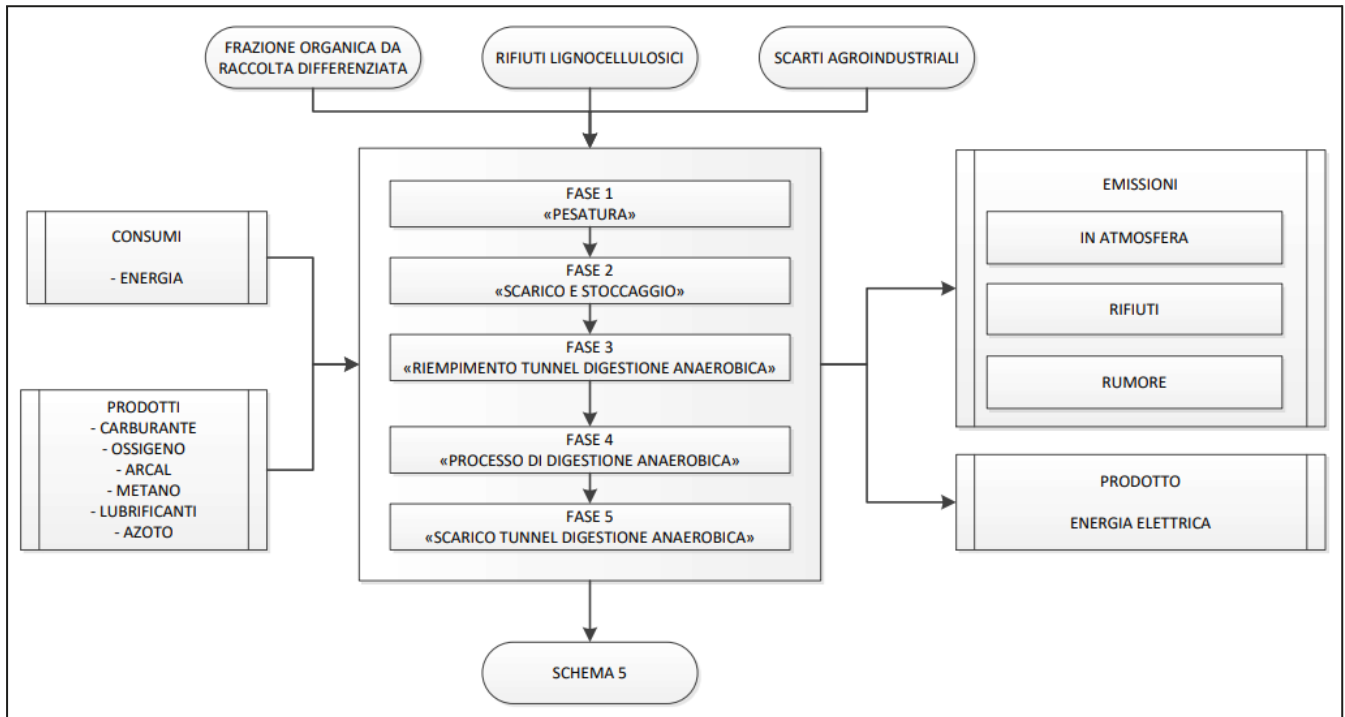 FRAZIONE ORGANICA DA
RACCOLTA DIFFERENZIATA
RIFIUTI LIGNOCELLULOSICI
SCARTI AGROINDUSTRIALI
CONSUMI
- ENERGIA
PRODOTTI
- CARBURANTE
- OSSIGENO
- ARCAL
- METANO
- LUBRIFICANTI
- AZOTO
FASE 1
«PESATURA»
FASE 2
«SCARICO E STOCCAGGIO»
FASE 3
«RIEMPIMENTO TUNNEL DIGESTIONE ANAEROBICA»
FASE 4
«PROCESSO DI DIGESTIONE ANAEROBICA»
FASE 5
«SCARICO TUNNEL DIGESTIONE ANAEROBICA»
EMISSIONI
IN ATMOSFERA
RIFIUTI
RUMORE
PRODOTTO
ENERGIA ELETTRICA
SCHEMA 5